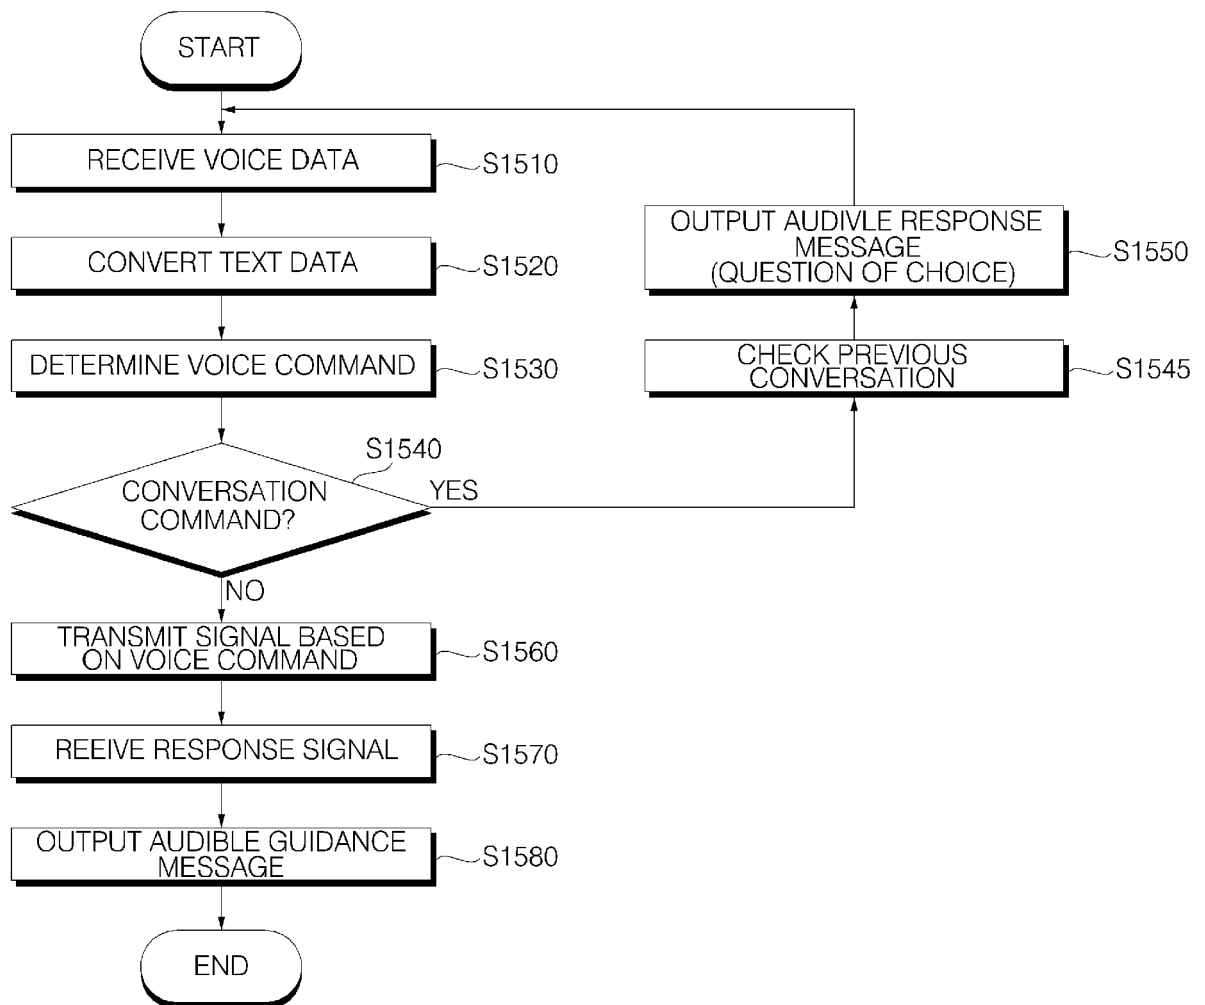 START
RECEIVE VOICE DATA
S1510
CONVERT TEXT DATA
S1520
DETERMINE VOICE COMMAND
S1530
S1540
CONVERSATION
COMMAND?
YES
NO
OUTPUT AUDIVLE RESPONSE
MESSAGE
(QUESTION OF CHOICE)
S1550
CHECK PREVIOUS
CONVERSATION
S1545
TRANSMIT SIGNAL BASED
ON VOICE COMMAND
S1560
REEIVE RESPONSE SIGNAL
S1570
OUTPUT AUDIBLE GUIDANCE
MESSAGE
S1580
END